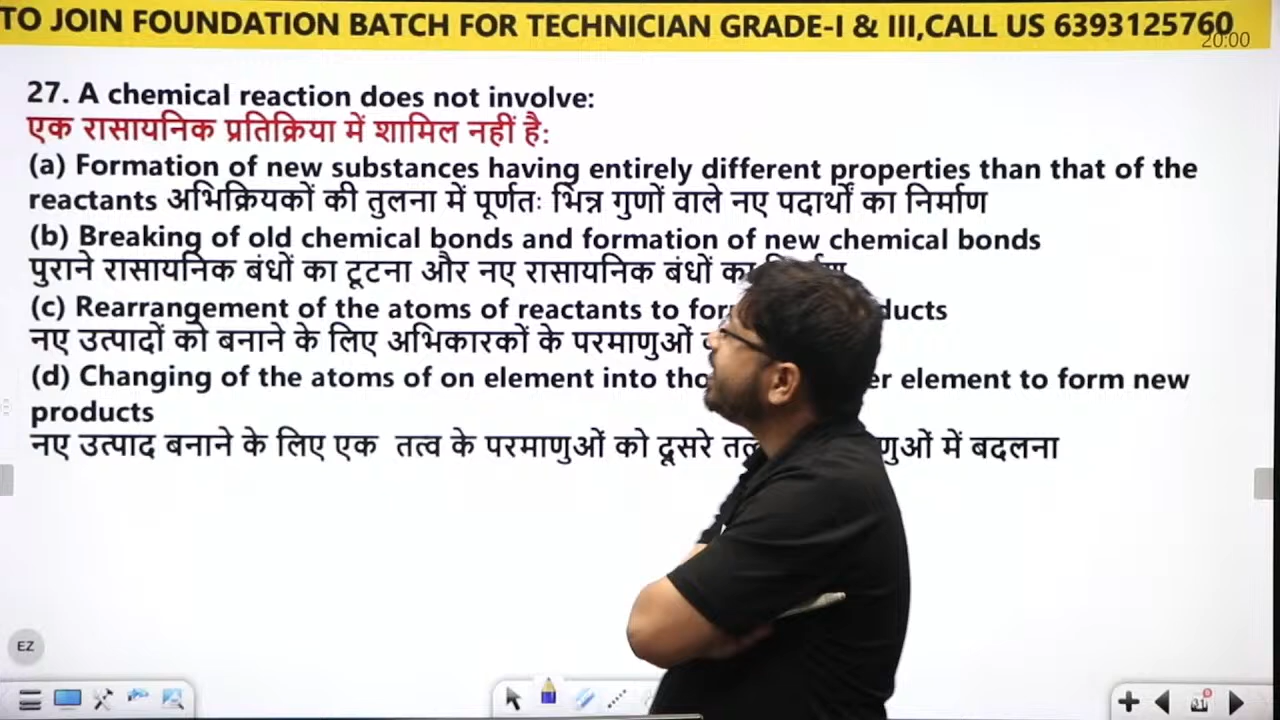 TO JOIN FOUNDATION BATCH FOR TECHNICIAN GRADE-I & III,CALL US 6393125760
20:00
27. A chemical reaction does not involve:
एक रासायनिक प्रतिक्रिया में शामिल नहीं है:
(a) Formation of new substances having entirely different properties than that of the
reactants अभिक्रियकों की तुलना में पूर्णतः भिन्न गुणों वाले नए पदार्थों का निर्माण
(b) Breaking of old chemical bonds and formation of new chemical bonds
पुराने रासायनिक बंधों का टूटना और नए रासायनिक बंधों का
(c) Rearrangement of the atoms of reactants to
नए उत्पादों को बनाने के लिए अभिकारकों के परमाणुओं
(d) Changing of the atoms of on element into element to form new
products
नए उत्पाद बनाने के लिए एक तत्व के परमाणुओं को दूसरे में बदलना
EZ